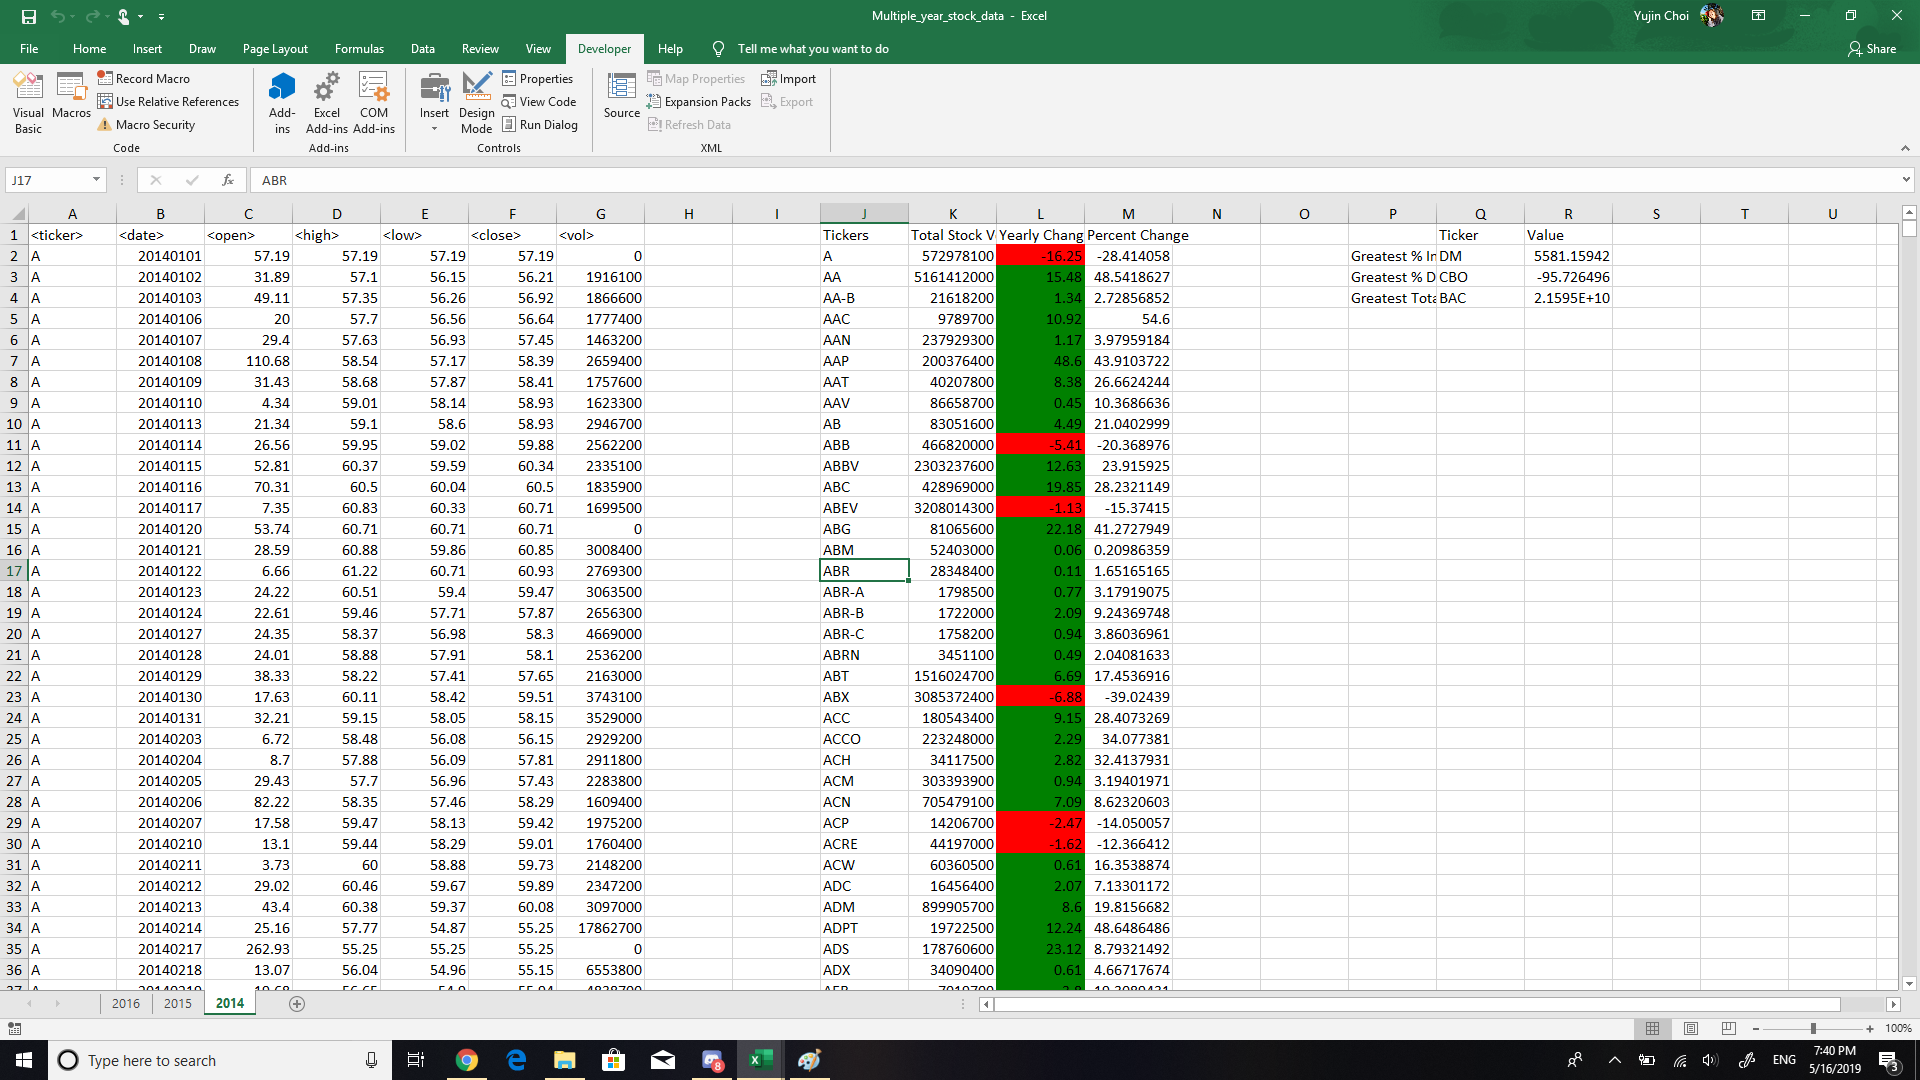 Multiple_year_stock_data - Excel
Yujin Choi
File Home Insert Draw Page Layout Formulas Data Review View Developer Help Tell me what you want to do Share
Visual Basic
Macros
Record Macro
Use Relative References
Macro Security
Code
Add-ins
Excel Add-ins
COM Add-ins
Add-ins
Insert
Design Mode
Properties
View Code
Run Dialog
Controls
Source
Map Properties
Expansion Packs
Refresh Data
Import
Export
XML
J17 fx ABR
A B C D E F G H I J K L M N O P Q R S T U
1 <ticker> <date> <open> <high> <low> <close> <vol> Tickers Total Stock V Yearly Chang Percent Change Ticker Value
2 A 20140101 57.19 57.19 57.19 57.19 0 A 572978100 -16.25 -28.414058 Greatest % In DM 5581.15942
3 A 20140102 31.89 57.1 56.15 56.21 1916100 AA 5161412000 15.48 48.5418627 Greatest % D CBO -95.726496
4 A 20140103 49.11 57.35 56.26 56.92 1866600 AA-B 21618200 1.34 2.72856852 Greatest Tota BAC 2.1595E+10
5 A 20140106 20 57.7 56.56 56.64 1777400 AAC 9789700 10.92 54.6
6 A 20140107 29.4 57.63 56.93 57.45 1463200 AAN 237929300 1.17 3.97959184
7 A 20140108 110.68 58.54 57.17 58.39 2659400 AAP 200376400 48.6 43.9103722
8 A 20140109 31.43 58.68 57.87 58.41 1757600 AAT 40207800 8.38 26.6624244
9 A 20140110 4.34 59.01 58.14 58.93 1623300 AAV 86658700 0.45 10.3686636
10 A 20140113 21.34 59.1 58.6 58.93 2946700 AB 83051600 4.49 21.0402999
11 A 20140114 26.56 59.95 59.02 59.88 2562200 ABB 466820000 -5.41 -20.368976
12 A 20140115 52.81 60.37 59.59 60.34 2335100 ABBV 2303237600 12.63 23.915925
13 A 20140116 70.31 60.5 60.04 60.5 1835900 ABC 428969000 19.85 28.2321149
14 A 20140117 7.35 60.83 60.33 60.71 1699500 ABEV 3208014300 -1.13 -15.37415
15 A 20140120 53.74 60.71 60.71 60.71 0 ABG 81065600 22.18 41.2727949
16 A 20140121 28.59 60.88 59.86 60.85 3008400 ABM 52403000 0.06 0.20986359
17 A 20140122 6.66 61.22 60.71 60.93 2769300 ABR 28348400 0.11 1.65165165
18 A 20140123 24.22 60.51 59.4 59.47 3063500 ABR-A 1798500 0.77 3.17919075
19 A 20140124 22.61 59.46 57.71 57.87 2656300 ABR-B 1722000 2.09 9.24369748
20 A 20140127 24.35 58.37 56.98 58.3 4669000 ABR-C 1758200 0.94 3.86036961
21 A 20140128 24.01 58.88 57.91 58.1 2536200 ABRN 3451100 0.49 2.04081633
22 A 20140129 38.33 58.22 57.41 57.65 2163000 ABT 1516024700 6.69 17.4536916
23 A 20140130 17.63 60.11 58.42 59.51 3743100 ABX 3085372400 -6.88 -39.02439
24 A 20140131 32.21 59.15 58.05 58.15 3529000 ACC 180543400 9.15 28.4073269
25 A 20140203 6.72 58.48 56.08 56.15 2929200 ACCO 223248000 2.29 34.077381
26 A 20140204 8.7 57.88 56.09 57.81 2911800 ACH 34117500 2.82 32.4137931
27 A 20140205 29.43 57.7 56.96 57.43 2283800 ACM 303393900 0.94 3.19401971
28 A 20140206 82.22 58.35 57.46 58.29 1609400 ACN 705479100 7.09 8.62320603
29 A 20140207 17.58 59.47 58.13 59.42 1975200 ACP 14206700 -2.47 -14.050057
30 A 20140210 13.1 59.44 58.29 59.01 1760400 ACRE 44197000 -1.62 -12.366412
31 A 20140211 3.73 60 58.88 59.73 2148200 ACW 60360500 0.61 16.3538874
32 A 20140212 29.02 60.46 59.67 59.89 2347200 ADC 16456400 2.07 7.13301172
33 A 20140213 43.4 60.38 59.37 60.08 3097000 ADM 899905700 8.6 19.8156682
34 A 20140214 25.16 57.77 54.87 55.25 17862700 ADPT 19722500 12.24 48.6486486
35 A 20140217 262.93 55.25 55.25 55.25 0 ADS 178760600 23.12 8.79321492
36 A 20140218 13.07 56.04 54.96 55.15 6553800 ADX 34090400 0.61 4.66717674
2016 2015 2014
100%
Type here to search
8
ENG
7:40 PM
5/16/2019
3